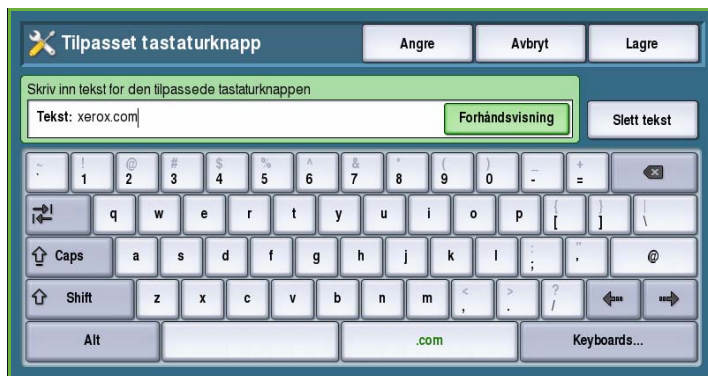 Tilpasset tastaturknapp Angre Avbryt Lagre
Skriv inn tekst for den tilpassede tastaturknappen
Tekst: xerox.com Forhåndsvisning Slett tekst
~ ! @ # $ % ^ & * ( ) _ +
` 1 2 3 4 5 6 7 8 9 0 - =
q w e r t y u i o p { [ } ] | \
Caps a s d f g h j k l : ; " ' @
Shift z x c v b n m < , > . ? /
Alt .com Keyboards...